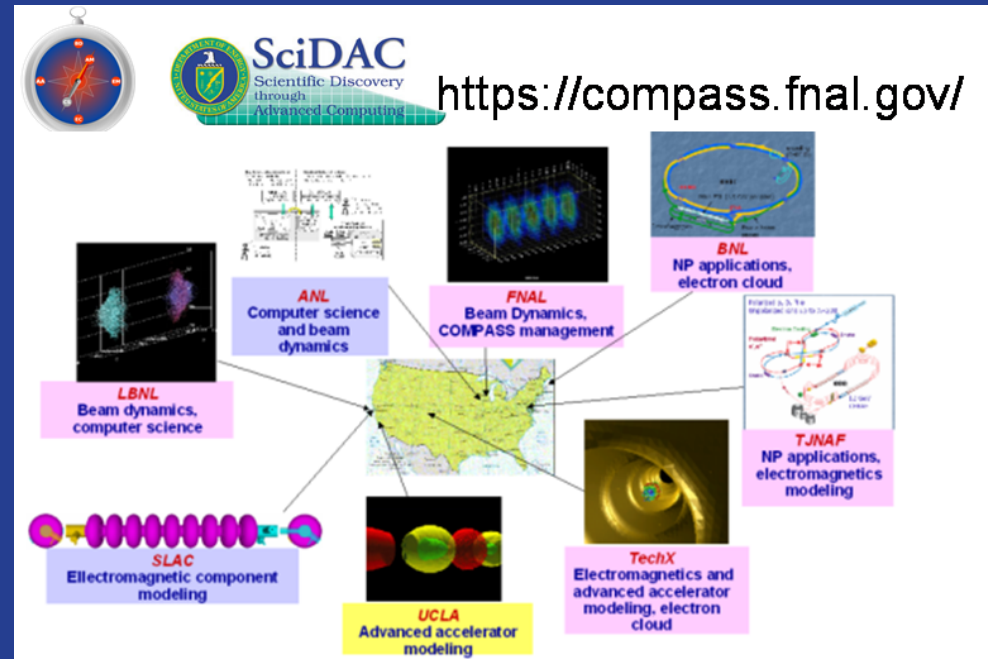 SciDAC
Scientific Discovery
through
Advanced Computing
https://compass.fnal.gov/
BNL
NP applications,
electron cloud
ANL
Computer science
and beam
dynamics
FNAL
Beam Dynamics,
COMPASS management
LBNL
Beam dynamics,
computer science
TJNAF
NP applications,
electromagnetics
modeling
SLAC
Ellectromagnetic component
modeling
TechX
Electromagnetics and
advanced accelerator
modeling, electron
cloud
UCLA
Advanced accelerator
modeling